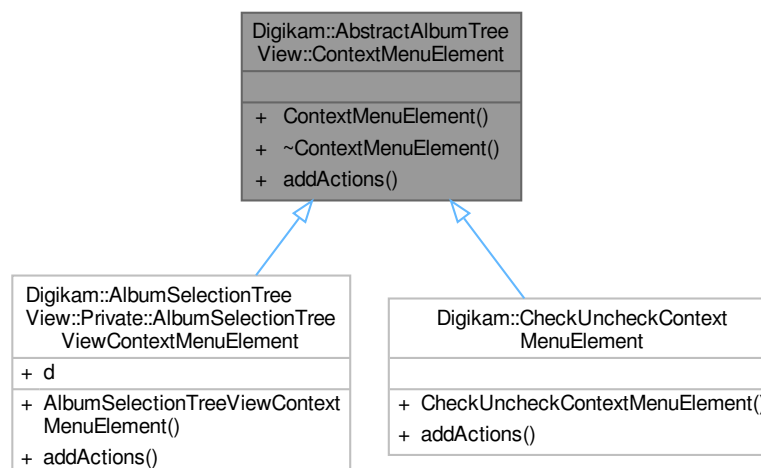 Digikam::AbstractAlbumTree
View::ContextMenuElement
+ ContextMenuElement()
+ ~ContextMenuElement()
+ addActions()
Digikam::AlbumSelectionTree
View::Private::AlbumSelectionTree
ViewContextMenuElement
+ d
+ AlbumSelectionTreeViewContext
MenuElement()
+ addActions()
Digikam::CheckUncheckContext
MenuElement
+ CheckUncheckContextMenuElement()
+ addActions()